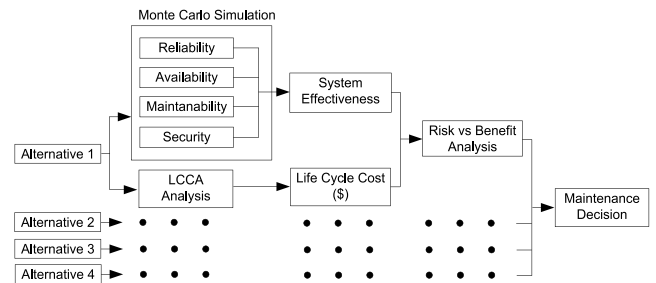 Monte Carlo Simulation
Reliability
Availability
Maintanability
Security
System
Effectiveness
Risk vs Benefit
Analysis
Alternative 1
LCCA
Analysis
Life Cycle Cost
($)
Maintenance
Decision
Alternative 2
Alternative 3
Alternative 4